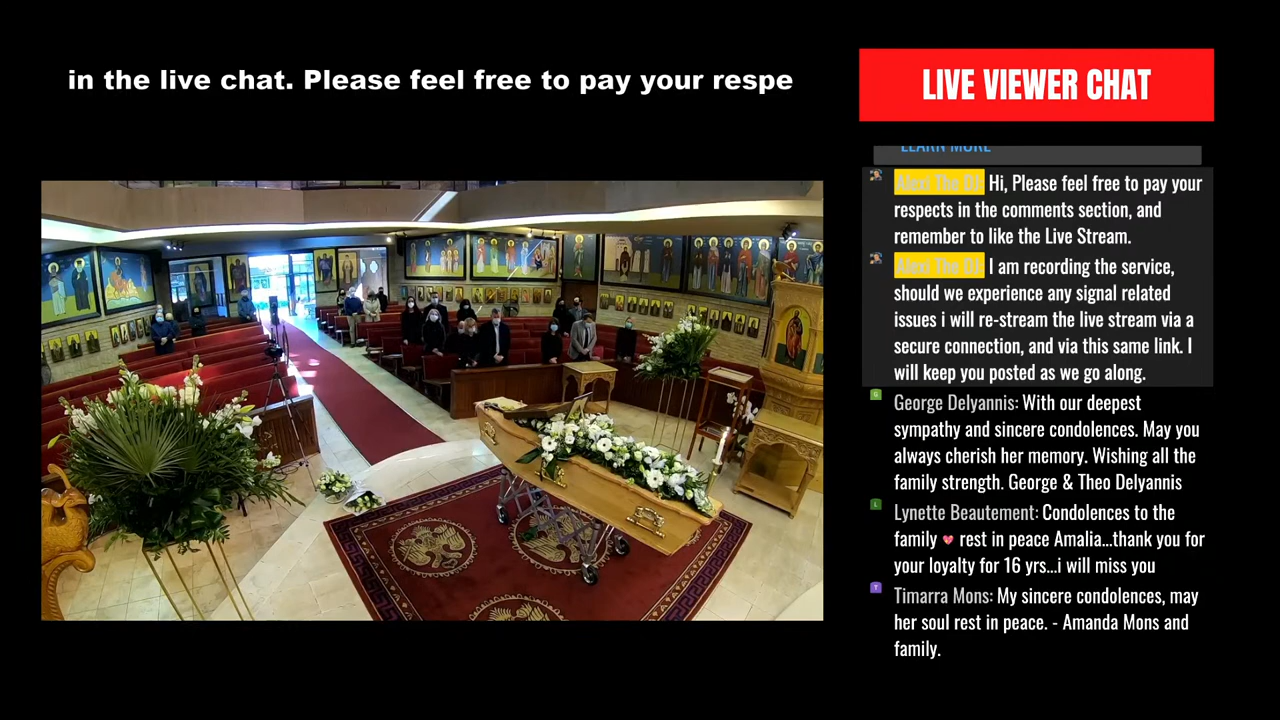 in the live chat. Please feel free to pay your respe
LIVE VIEWER CHAT
LEARN MORE
Alexi The DJ: Hi, Please feel free to pay your
respects in the comments section, and
remember to like the Live Stream.
Alexi The DJ: I am recording the service,
should we experience any signal related
issues i will re-stream the live stream via a
secure connection, and via this same link. I
will keep you posted as we go along.
George Delyannis: With our deepest
sympathy and sincere condolences. May you
always cherish her memory. Wishing all the
family strength. George & Theo Delyannis
Lynette Beautement: Condolences to the
family 💗 rest in peace Amalia...thank you for
your loyalty for 16 yrs...i will miss you
Timarra Mons: My sincere condolences, may
her soul rest in peace. - Amanda Mons and
family.